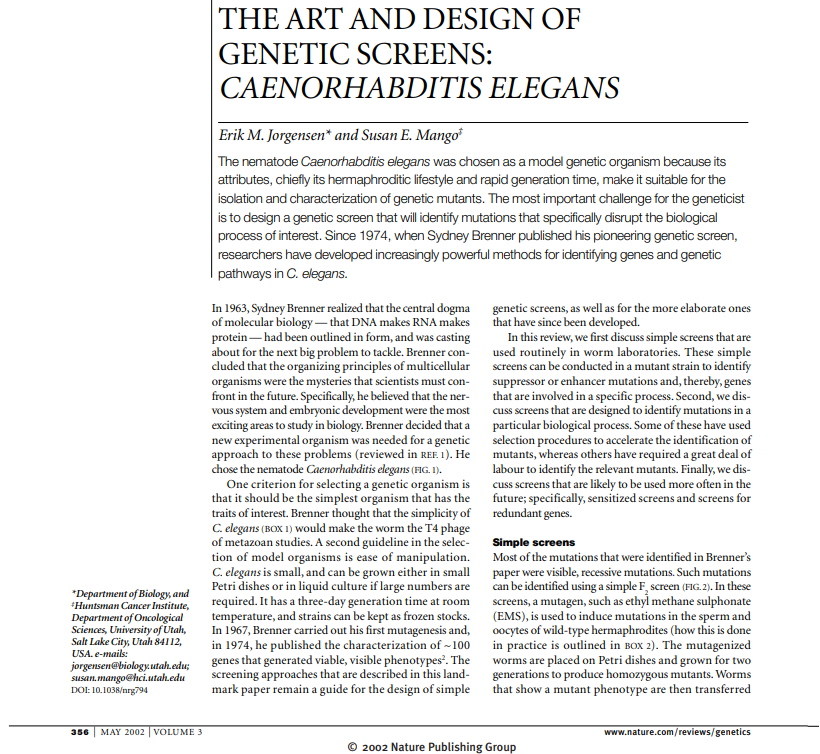 THE ART AND DESIGN OF
GENETIC SCREENS:
CAENORHABDITIS ELEGANS
Erik M. Jorgensen* and Susan E. Mango‡
The nematode Caenorhabditis elegans was chosen as a model genetic organism because its
attributes, chiefly its hermaphroditic lifestyle and rapid generation time, make it suitable for the
isolation and characterization of genetic mutants. The most important challenge for the geneticist
is to design a genetic screen that will identify mutations that specifically disrupt the biological
process of interest. Since 1974, when Sydney Brenner published his pioneering genetic screen,
researchers have developed increasingly powerful methods for identifying genes and genetic
pathways in C. elegans.
In 1963, Sydney Brenner realized that the central dogma
of molecular biology — that DNA makes RNA makes
protein — had been outlined in form, and was casting
about for the next big problem to tackle. Brenner con-
cluded that the organizing principles of multicellular
organisms were the mysteries that scientists must con-
front in the future. Specifically, he believed that the ner-
vous system and embryonic development were the most
exciting areas to study in biology. Brenner decided that a
new experimental organism was needed for a genetic
approach to these problems (reviewed in REF. 1). He
chose the nematode Caenorhabditis elegans (FIG. 1).
One criterion for selecting a genetic organism is
that it should be the simplest organism that has the
traits of interest. Brenner thought that the simplicity of
C. elegans (BOX 1) would make the worm the T4 phage
of metazoan studies. A second guideline in the selec-
tion of model organisms is ease of manipulation.
C. elegans is small, and can be grown either in small
Petri dishes or in liquid culture if large numbers are
required. It has a three-day generation time at room
temperature, and strains can be kept as frozen stocks.
In 1967, Brenner carried out his first mutagenesis and,
in 1974, he published the characterization of ~100
genes that generated viable, visible phenotypes². The
screening approaches that are described in this land-
mark paper remain a guide for the design of simple
genetic screens, as well as for the more elaborate ones
that have since been developed.
In this review, we first discuss simple screens that are
used routinely in worm laboratories. These simple
screens can be conducted in a mutant strain to identify
suppressor or enhancer mutations and, thereby, genes
that are involved in a specific process. Second, we dis-
cuss screens that are designed to identify mutations in a
particular biological process. Some of these have used
selection procedures to accelerate the identification of
mutants, whereas others have required a great deal of
labour to identify the relevant mutants. Finally, we dis-
cuss screens that are likely to be used more often in the
future; specifically, sensitized screens and screens for
redundant genes.
Simple screens
Most of the mutations that were identified in Brenner's
paper were visible, recessive mutations. Such mutations
can be identified using a simple F₂ screen (FIG. 2). In these
screens, a mutagen, such as ethyl methane sulphonate
(EMS), is used to induce mutations in the sperm and
oocytes of wild-type hermaphrodites (how this is done
in practice is outlined in BOX 2). The mutagenized
worms are placed on Petri dishes and grown for two
generations to produce homozygous mutants. Worms
that show a mutant phenotype are then transferred
*Department of Biology, and
‡Huntsman Cancer Institute,
Department of Oncological
Sciences, University of Utah,
Salt Lake City, Utah 84112,
USA. e-mails:
jorgensen@biology.utah.edu;
susan.mango@hci.utah.edu
DOI: 10.1038/nrg794
356 | MAY 2002 | VOLUME 3
www.nature.com/reviews/genetics
© 2002 Nature Publishing Group